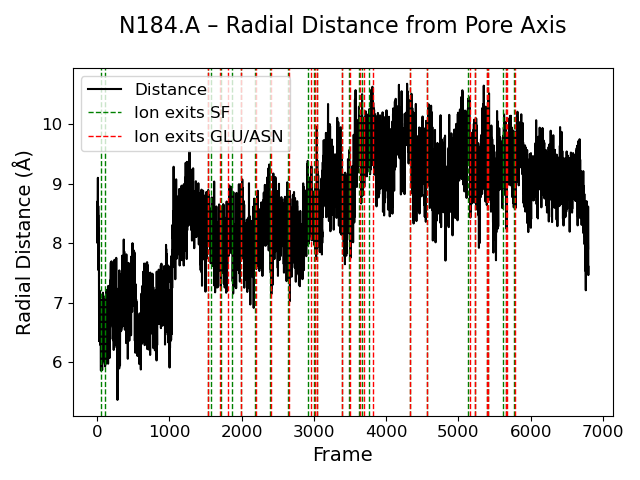 N184.A – Radial Distance from Pore Axis
Distance
Ion exits SF
Ion exits GLU/ASN
Radial Distance (Å)
10
9
8
7
6
0 1000 2000 3000 4000 5000 6000 7000
Frame